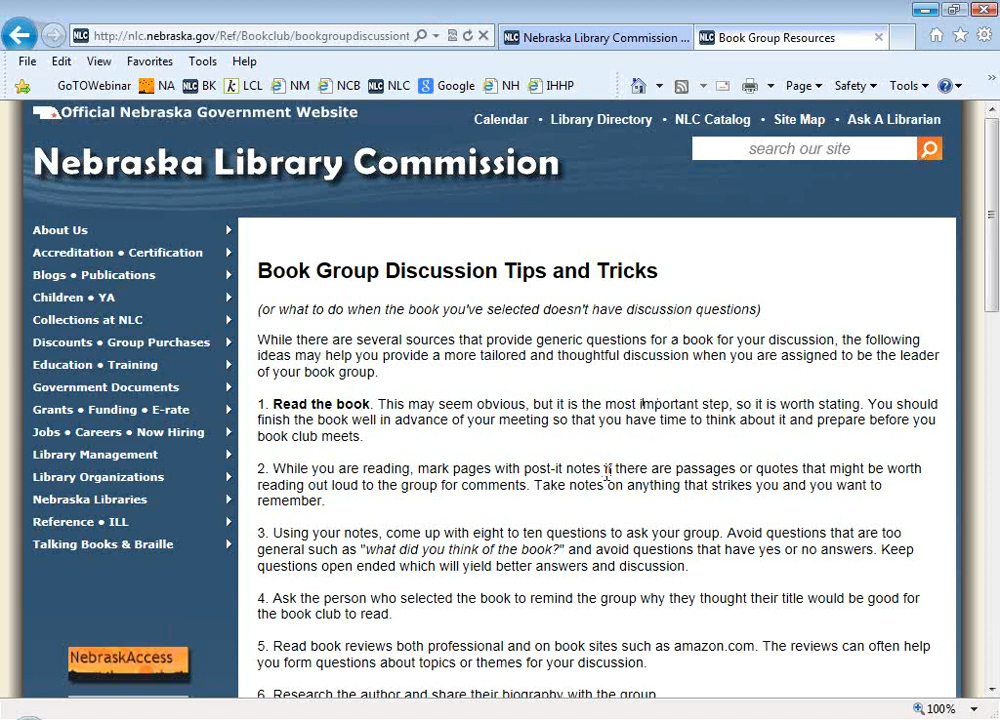 NLC http://nlc.nebraska.gov/Ref/Bookclub/bookgroupdiscussiont
NLC Nebraska Library Commission ...
NLC Book Group Resources
File Edit View Favorites Tools Help
GoTOWebinar NA NLC BK k LCL NM NCB NLC NLC g Google NH IHHP
Page Safety Tools
Official Nebraska Government Website
Calendar • Library Directory • NLC Catalog • Site Map • Ask A Librarian
Nebraska Library Commission
search our site
About Us
Accreditation • Certification
Blogs • Publications
Children • YA
Collections at NLC
Discounts • Group Purchases
Education • Training
Government Documents
Grants • Funding • E-rate
Jobs • Careers • Now Hiring
Library Management
Library Organizations
Nebraska Libraries
Reference • ILL
Talking Books & Braille
NebraskAccess
Book Group Discussion Tips and Tricks
(or what to do when the book you've selected doesn't have discussion questions)
While there are several sources that provide generic questions for a book for your discussion, the following
ideas may help you provide a more tailored and thoughtful discussion when you are assigned to be the leader
of your book group.
1. Read the book. This may seem obvious, but it is the most important step, so it is worth stating. You should
finish the book well in advance of your meeting so that you have time to think about it and prepare before you
book club meets.
2. While you are reading, mark pages with post-it notes if there are passages or quotes that might be worth
reading out loud to the group for comments. Take notes on anything that strikes you and you want to
remember.
3. Using your notes, come up with eight to ten questions to ask your group. Avoid questions that are too
general such as "what did you think of the book?" and avoid questions that have yes or no answers. Keep
questions open ended which will yield better answers and discussion.
4. Ask the person who selected the book to remind the group why they thought their title would be good for
the book club to read.
5. Read book reviews both professional and on book sites such as amazon.com. The reviews can often help
you form questions about topics or themes for your discussion.
6. Research the author and share their biography with the group.
100%